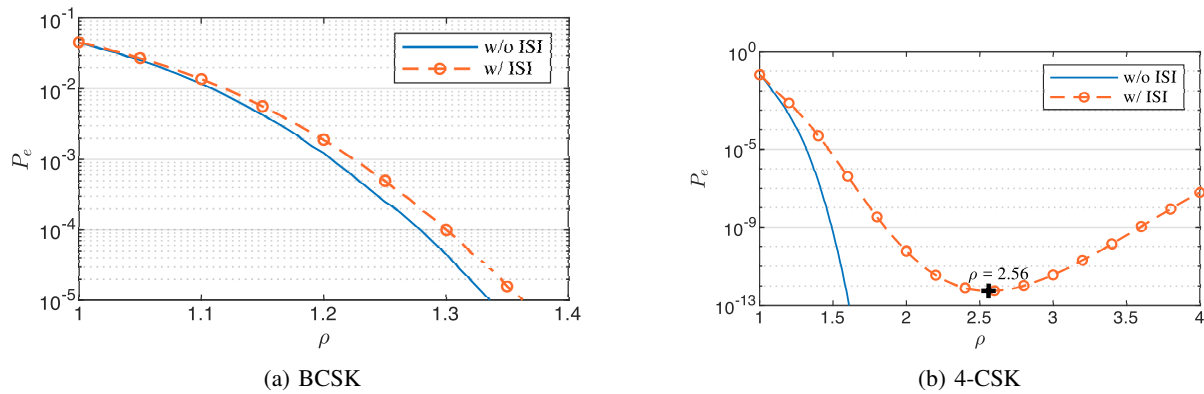 10^-1
10^-2
10^-3
10^-4
10^-5
P_e
1
1.1
1.2
1.3
1.4
ρ
w/o ISI
w/ ISI
(a) BCSK
10^0
10^-5
10^-9
10^-13
P_e
1
1.5
2
2.5
3
3.5
4
ρ
w/o ISI
w/ ISI
ρ = 2.56
(b) 4-CSK